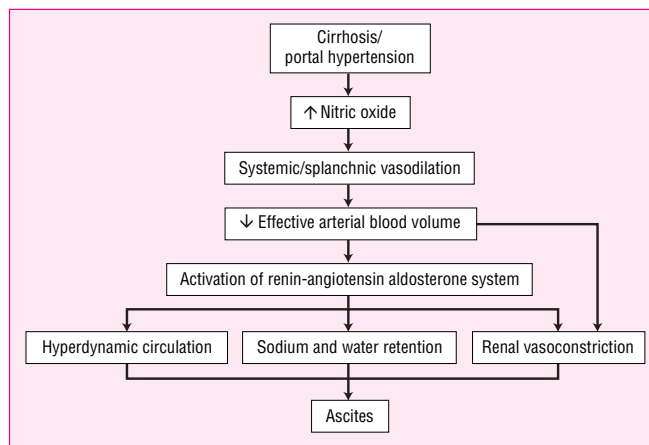 Cirrhosis/
portal hypertension
↑ Nitric oxide
Systemic/splanchnic vasodilation
↓ Effective arterial blood volume
Activation of renin-angiotensin aldosterone system
Hyperdynamic circulation
Sodium and water retention
Renal vasoconstriction
Ascites